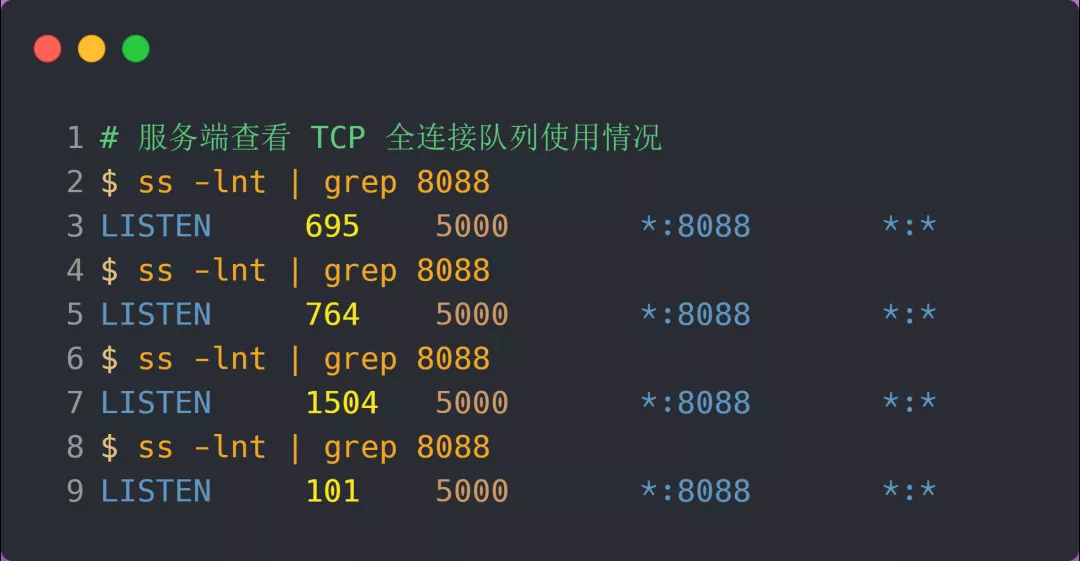 1 # 服务端查看 TCP 全连接队列使用情况
2 $ ss -lnt | grep 8088
3 LISTEN 695 5000 *:8088 *:*
4 $ ss -lnt | grep 8088
5 LISTEN 764 5000 *:8088 *:*
6 $ ss -lnt | grep 8088
7 LISTEN 1504 5000 *:8088 *:*
8 $ ss -lnt | grep 8088
9 LISTEN 101 5000 *:8088 *:*